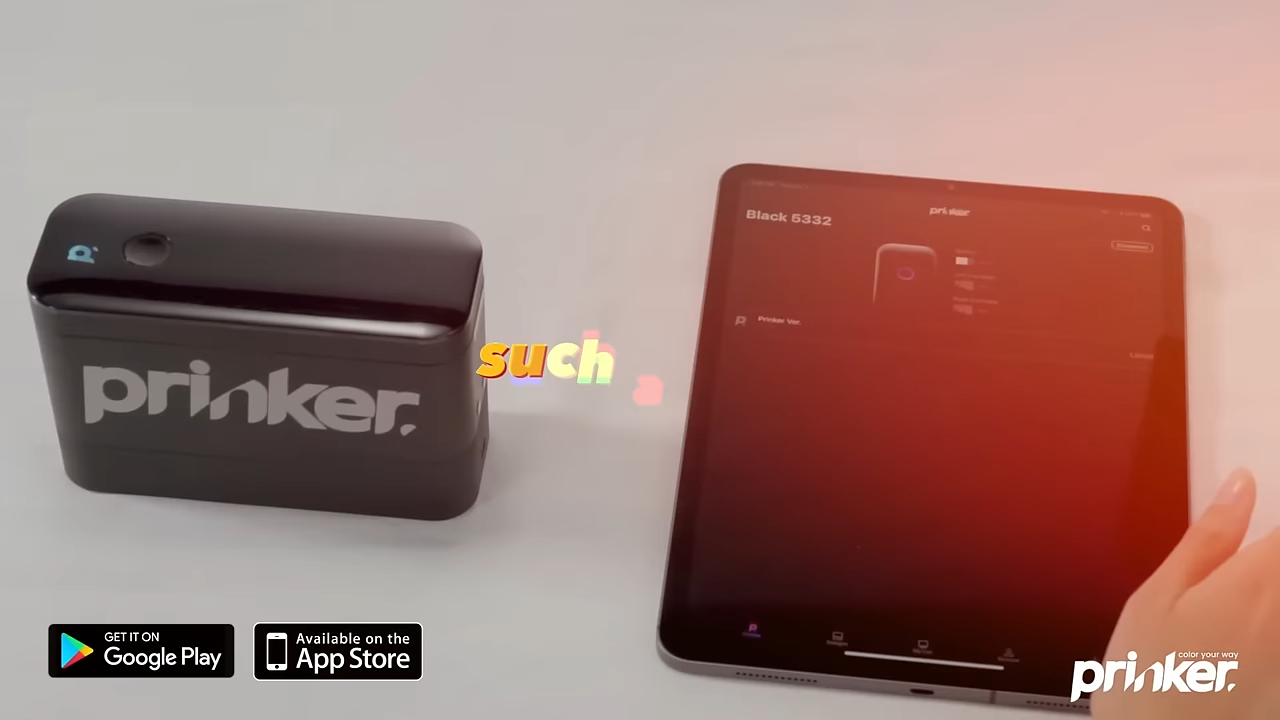 p.
prinker.
such
a
prinker
Black 5332
Prinker Ver.
GET IT ON
Google Play
Available on the
App Store
color your way
prinker.